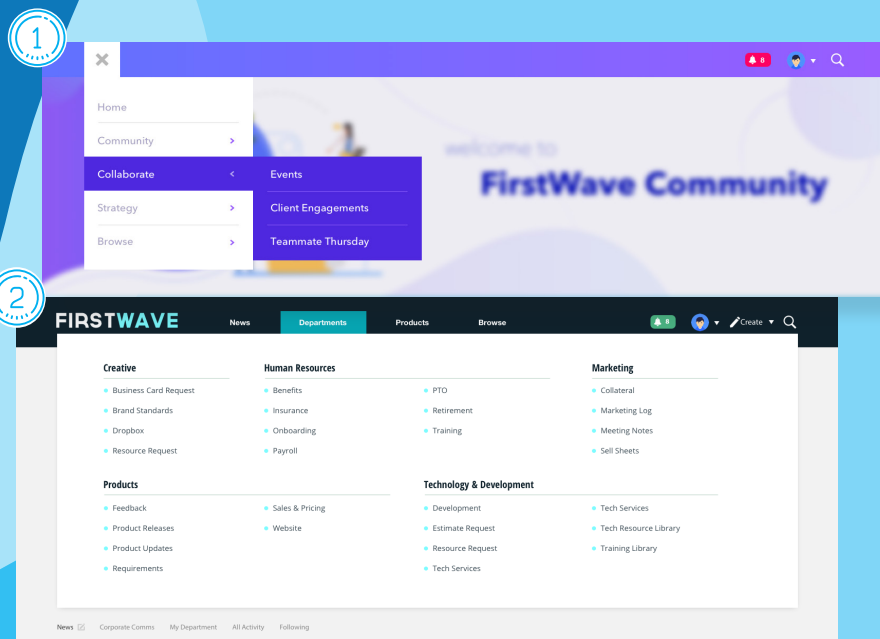 1
8
Home
Community
Collaborate
Strategy
Browse
Events
Client Engagements
Teammate Thursday
welcome to
FirstWave Community
2
FIRSTWAVE
News
Departments
Products
Browse
8
Create
Creative
Business Card Request
Brand Standards
Dropbox
Resource Request
Human Resources
Benefits
Insurance
Onboarding
Payroll
PTO
Retirement
Training
Marketing
Collateral
Marketing Log
Meeting Notes
Sell Sheets
Products
Feedback
Product Releases
Product Updates
Requirements
Sales & Pricing
Website
Technology & Development
Development
Estimate Request
Resource Request
Tech Services
Tech Services
Tech Resource Library
Training Library
News
Corporate Comms
My Department
All Activity
Following